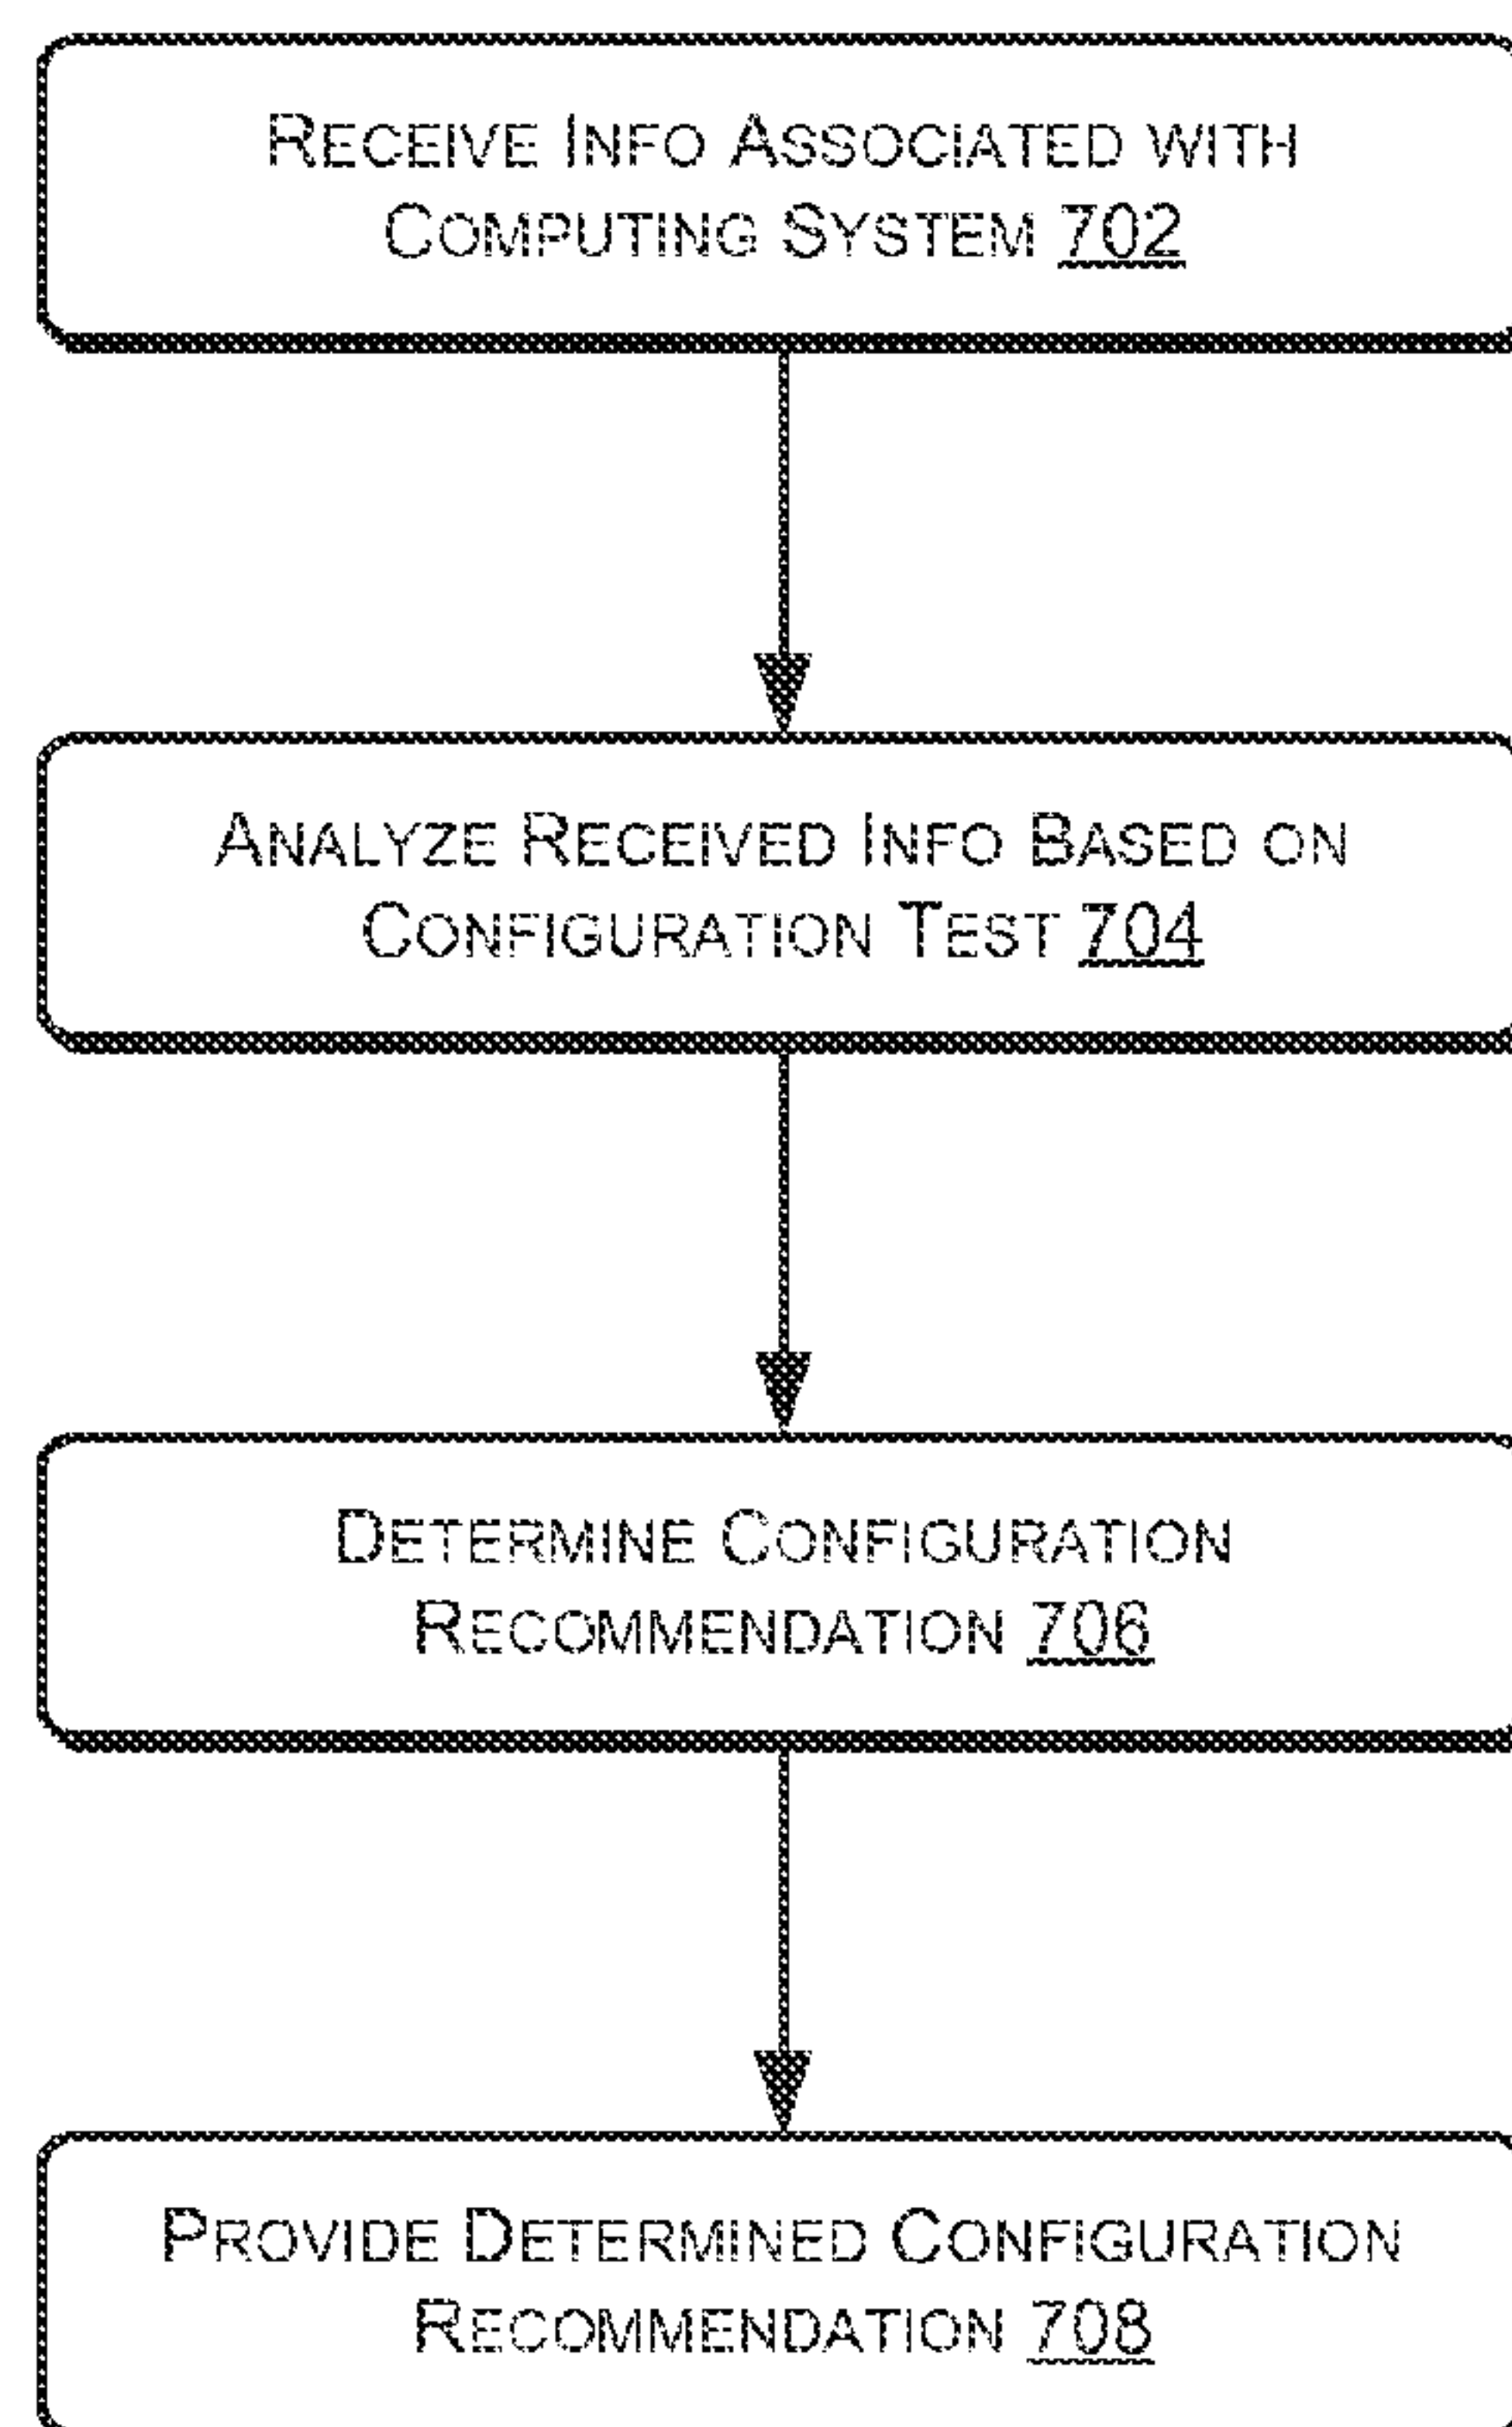 RECEIVE INFO ASSOCIATED WITH
COMPUTING SYSTEM 702
ANALYZE RECEIVED INFO BASED ON
CONFIGURATION TEST 704
DETERMINE CONFIGURATION
RECOMMENDATION 706
PROVIDE DETERMINED CONFIGURATION
RECOMMENDATION 708